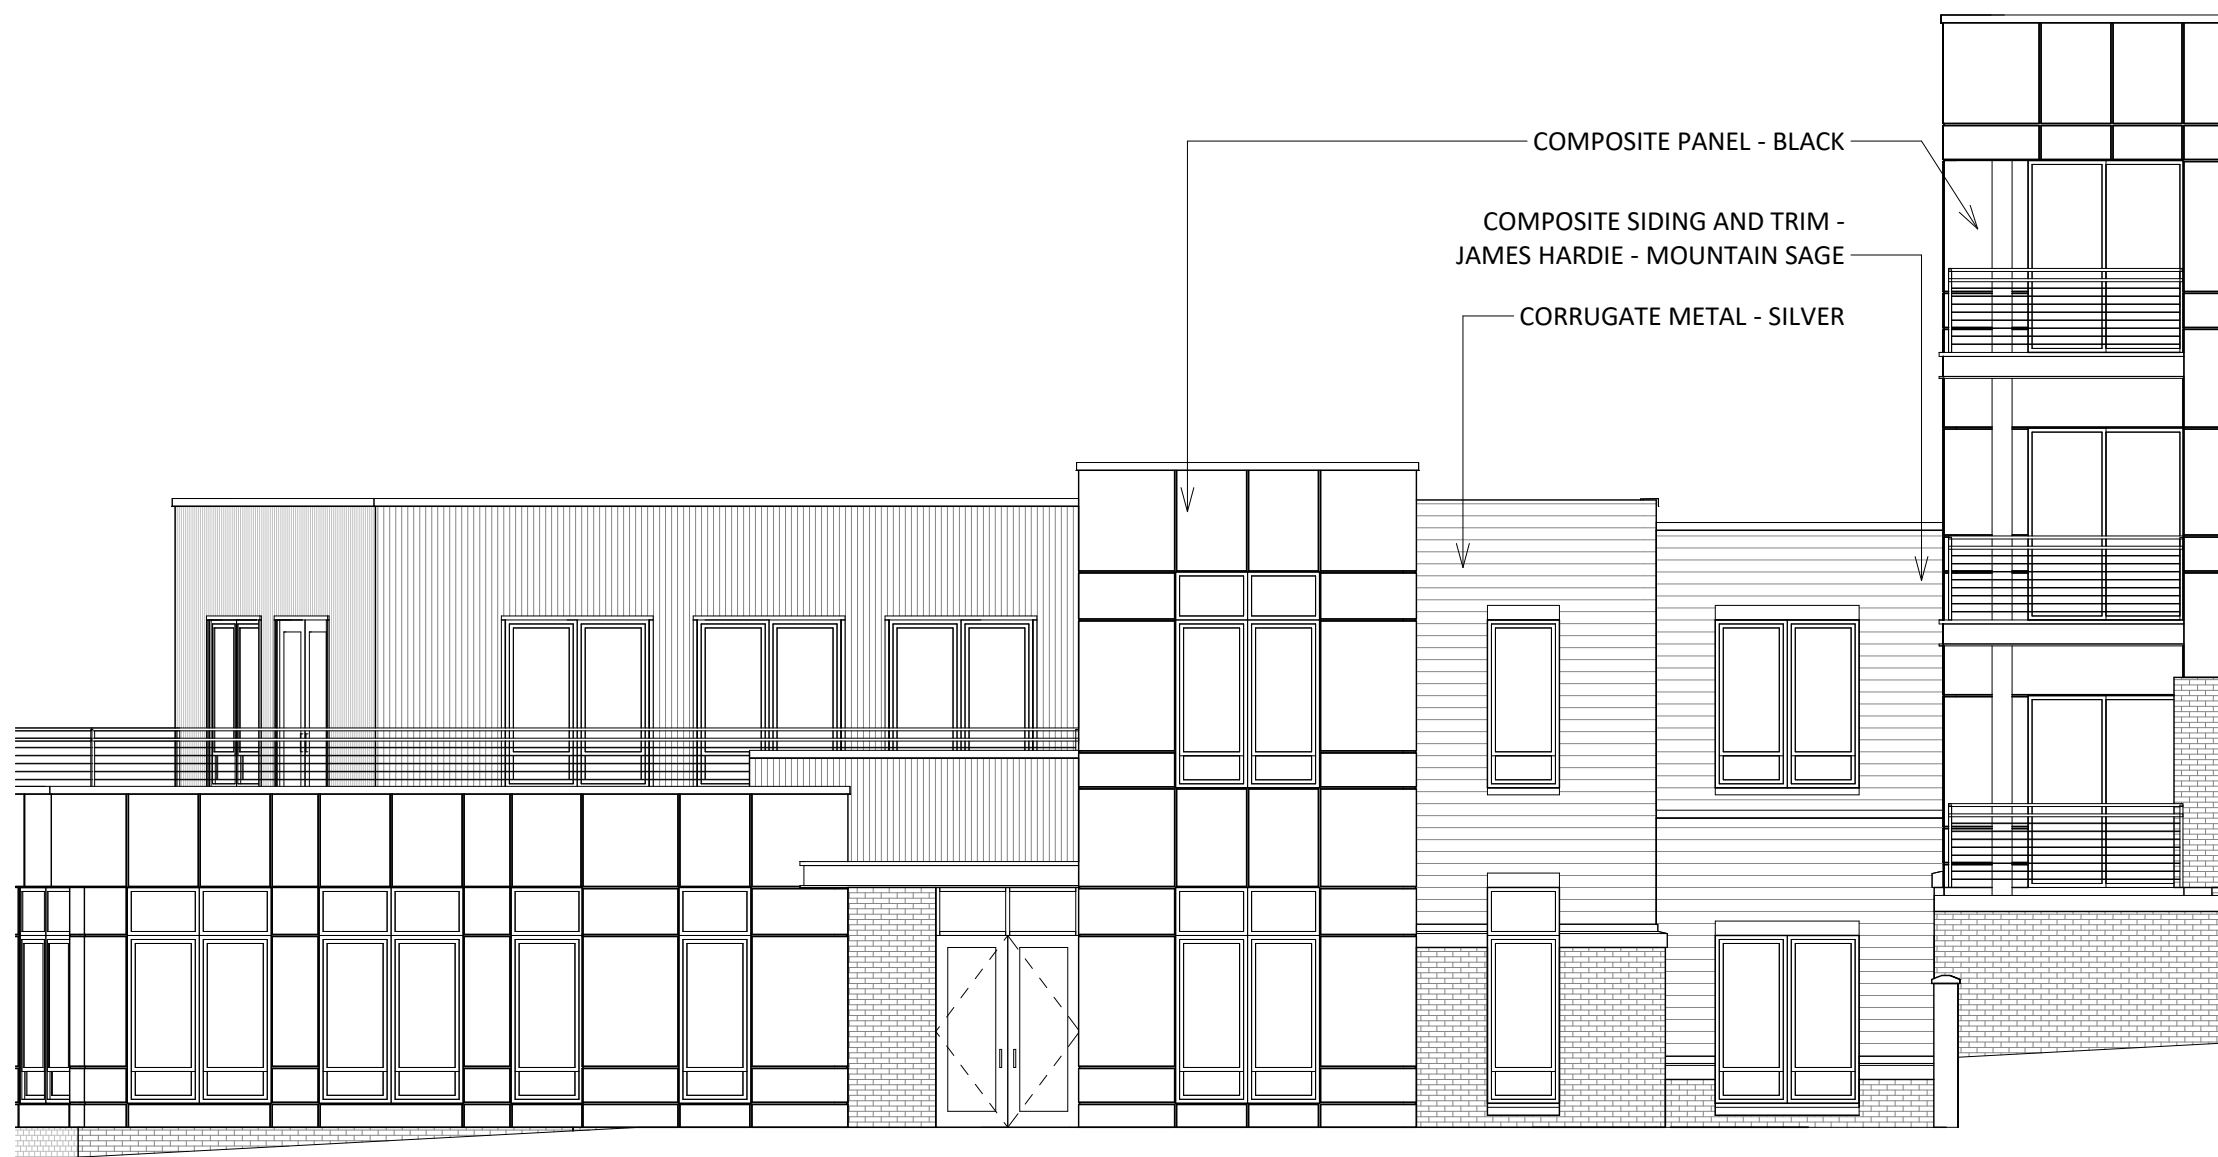 COMPOSITE PANEL - BLACK
COMPOSITE SIDING AND TRIM -
JAMES HARDIE - MOUNTAIN SAGE
CORRUGATE METAL - SILVER